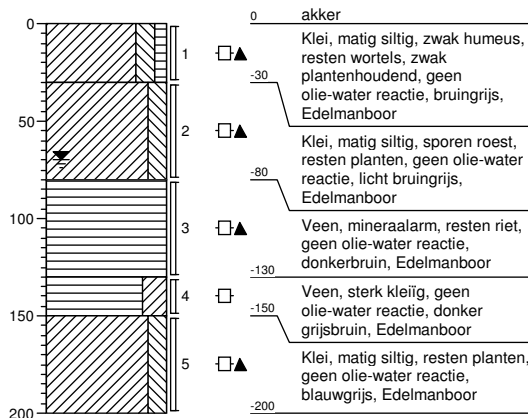 0
50
100
150
200
1
2
3
4
5
0
akker
Klei, matig siltig, zwak humeus,
resten wortels, zwak
plantenhoudend, geen
olie-water reactie, bruingrijs,
Edelmanboor
-30
Klei, matig siltig, sporen roest,
resten planten, geen olie-water
reactie, licht bruingrijs,
Edelmanboor
-80
Veen, mineraalarm, resten riet,
geen olie-water reactie,
donkerbruin, Edelmanboor
-130
Veen, sterk kleiïg, geen
olie-water reactie, donker
grijsbruin, Edelmanboor
-150
Klei, matig siltig, resten planten,
geen olie-water reactie,
blauwgrijs, Edelmanboor
-200